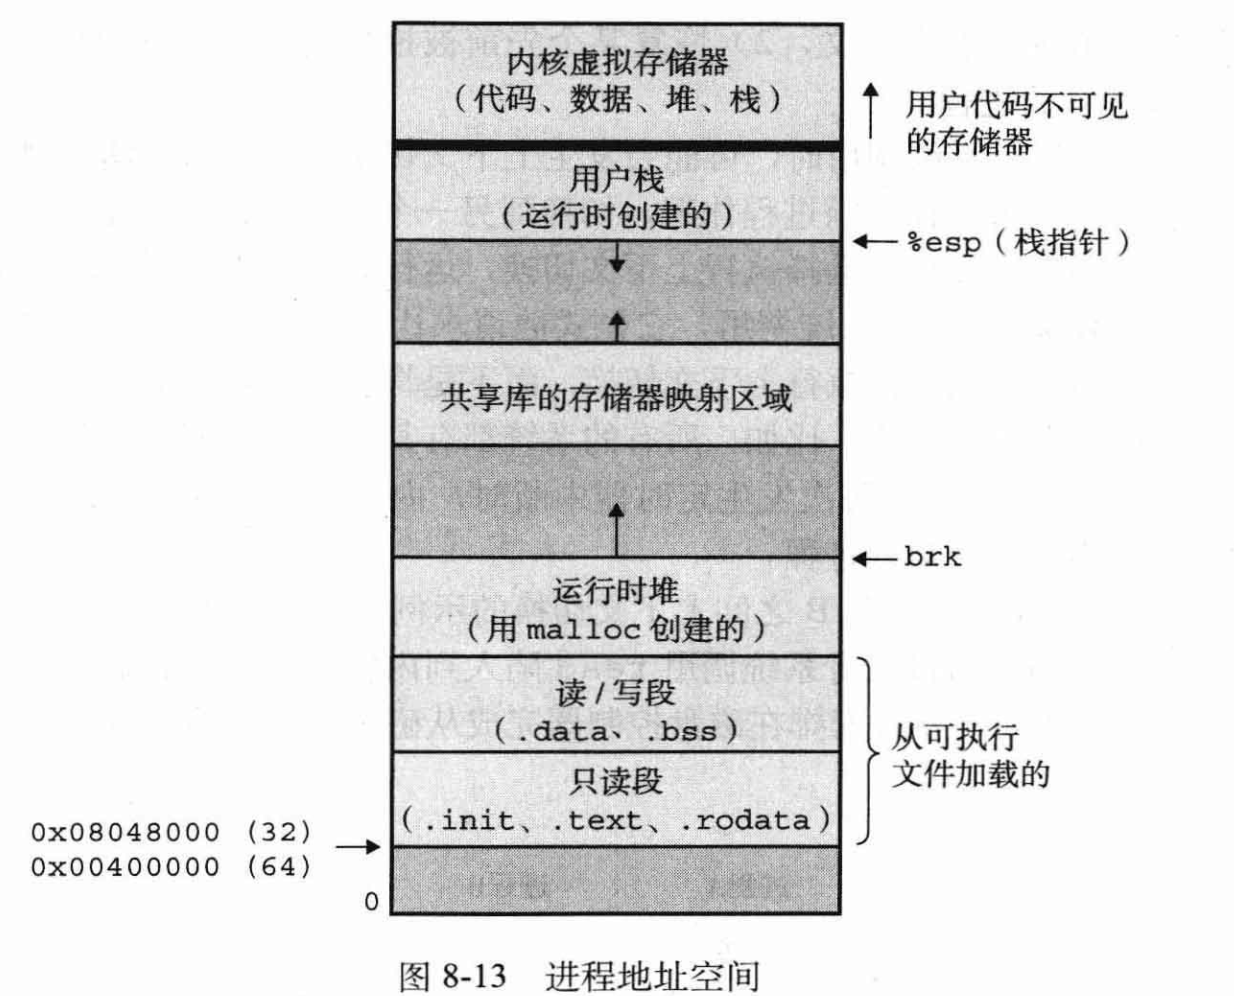 内核虚拟存储器
（代码、数据、堆、栈）
用户代码不可见
的存储器
用户栈
（运行时创建的）
%esp（栈指针）
共享库的存储器映射区域
brk
运行时堆
（用 malloc 创建的）
读 / 写段
（.data、.bss）
从可执行
文件加载的
只读段
（.init、.text、.rodata）
0x08048000 (32)
0x00400000 (64)
0
图 8-13 进程地址空间